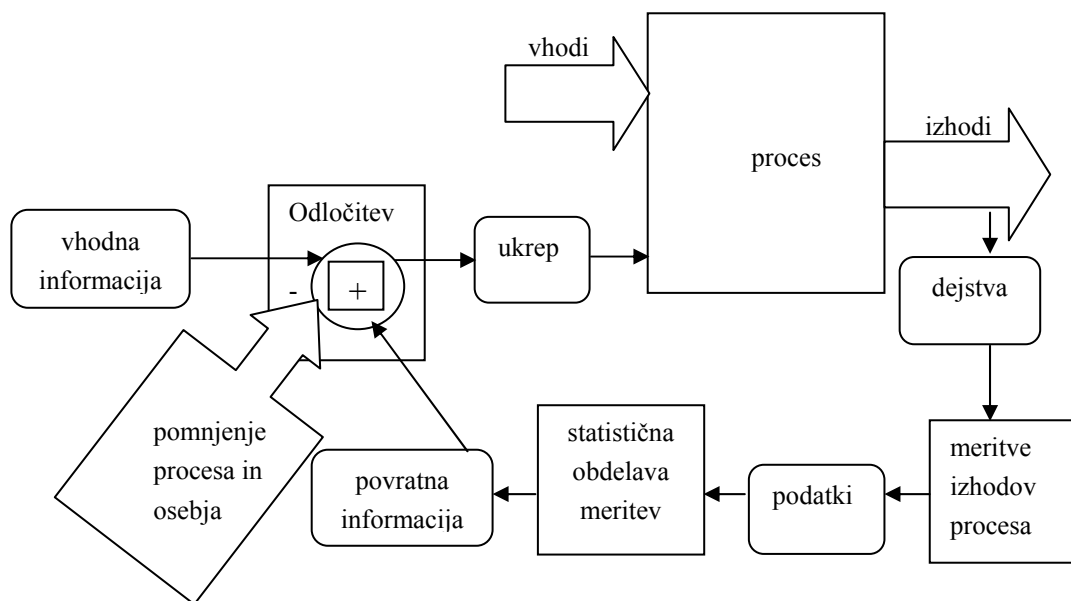 vhodi
proces
izhodi
Odločitev
vhodna
informacija
- +
ukrep
dejstva
pomnjenje
procesa in
osebja
povratna
informacija
statistična
obdelava
meritev
podatki
meritve
izhodov
procesa